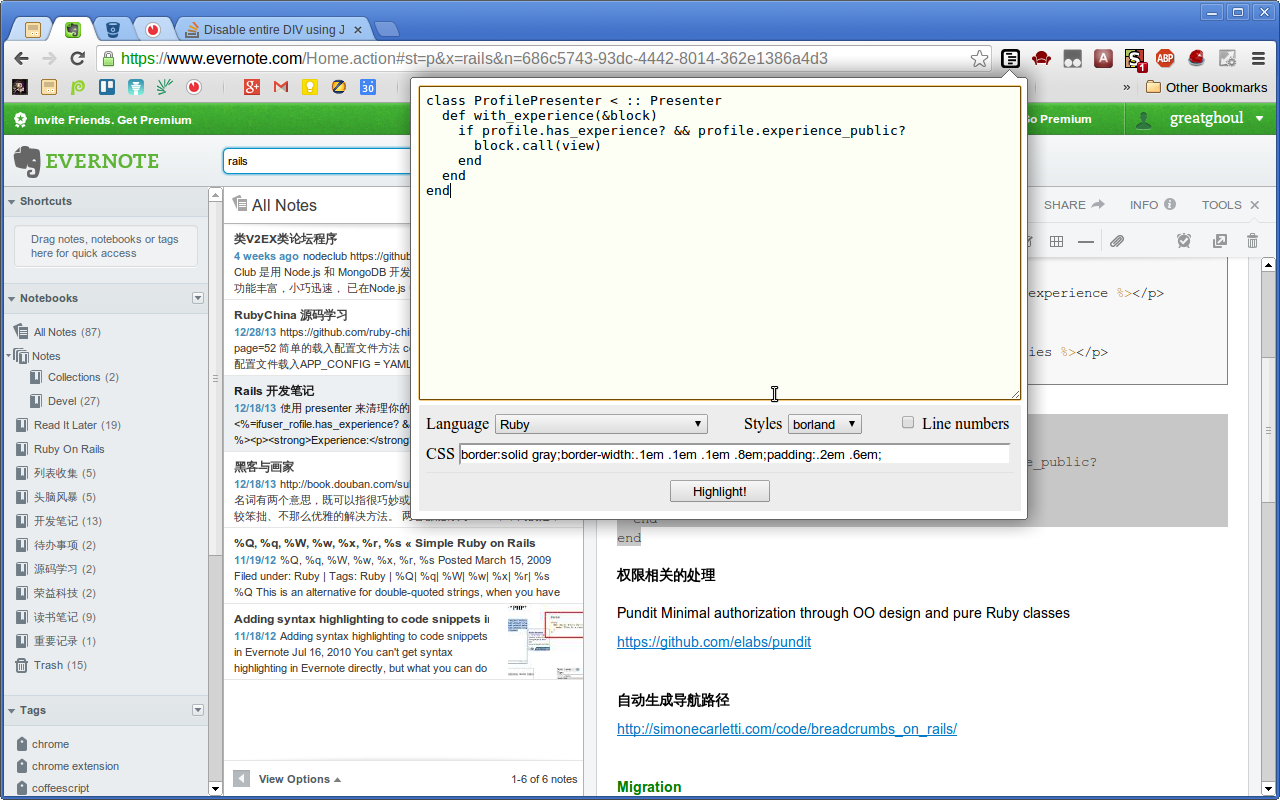 Disable entire DIV using J
https://www.evernote.com/Home.action#st=p&x=rails&n=686c5743-93dc-4442-8014-362e1386a4d3
» Other Bookmarks
Invite Friends. Get Premium
Go Premium
greatghoul
EVERNOTE
rails
Shortcuts
Drag notes, notebooks or tags
here for quick access
Notebooks
All Notes (87)
Notes
Collections (2)
Devel (27)
Read It Later (19)
Ruby On Rails
列表收集 (5)
头脑风暴 (5)
开发笔记 (13)
待办事项 (2)
源码学习 (2)
荣益科技 (2)
读书笔记 (9)
重要记录 (1)
Trash (15)
Tags
chrome
chrome extension
coffeescript
All Notes
类V2EX类论坛程序
4 weeks ago nodeclub https://github
Club 是用 Node.js 和 MongoDB 开发
功能丰富，小巧迅速， 已在Node.js
RubyChina 源码学习
12/28/13 https://github.com/ruby-chi
page=52 简单的载入配置文件方法 co
配置文件载入APP_CONFIG = YAML
Rails 开发笔记
12/18/13 使用 presenter 来清理你的
<%=ifuser_rofile.has_experience? &
%><p><strong>Experience:</strong
黑客与画家
12/18/13 http://book.douban.com/su
名词有两个意思，既可以指很巧妙或
较笨拙、不那么优雅的解决方法。
%Q, %q, %W, %w, %x, %r, %s « Simple Ruby on Rails
11/19/12 %Q, %q, %W, %w, %x, %r, %s Posted March 15, 2009
Filed under: Ruby | Tags: Ruby | %Q| %q| %W| %w| %x| %r| %s
%Q This is an alternative for double-quoted strings, when you have
Adding syntax highlighting to code snippets i
11/18/12 Adding syntax highlighting to code snippets
in Evernote Jul 16, 2010 You can't get syntax
highlighting in Evernote directly, but what you can do
View Options
1-6 of 6 notes
class ProfilePresenter < :: Presenter
  def with_experience(&block)
    if profile.has_experience? && profile.experience_public?
      block.call(view)
    end
  end
end
Language Ruby
Styles borland
Line numbers
CSS border:solid gray;border-width:.1em .1em .1em .8em;padding:.2em .6em;
Highlight!
SHARE
INFO
TOOLS
experience %></p>
ies %></p>
e_public?
end
end
权限相关的处理
Pundit Minimal authorization through OO design and pure Ruby classes
https://github.com/elabs/pundit
自动生成导航路径
http://simonecarletti.com/code/breadcrumbs_on_rails/
Migration